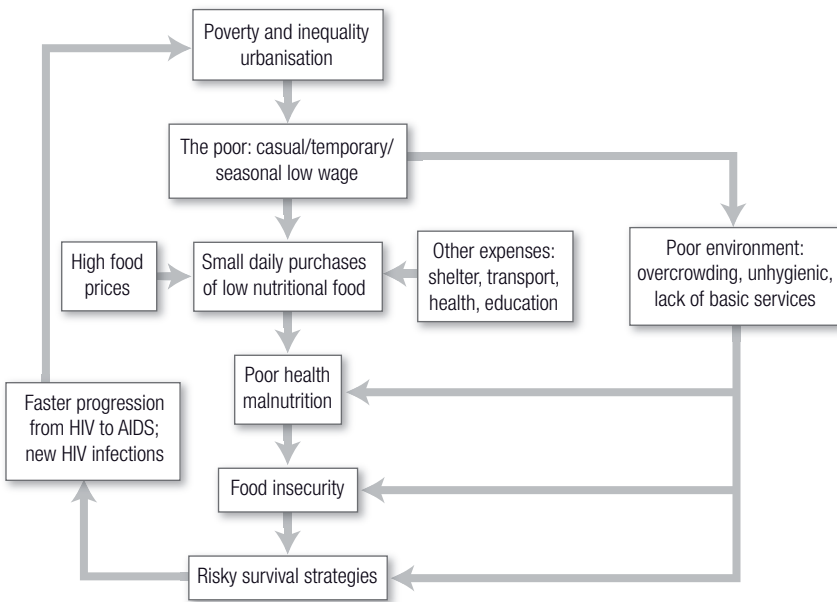 Poverty and inequality
urbanisation
The poor: casual/temporary/
seasonal low wage
High food
prices
Small daily purchases
of low nutritional food
Other expenses:
shelter, transport,
health, education
Poor environment:
overcrowding, unhygienic,
lack of basic services
Poor health
malnutrition
Faster progression
from HIV to AIDS;
new HIV infections
Food insecurity
Risky survival strategies